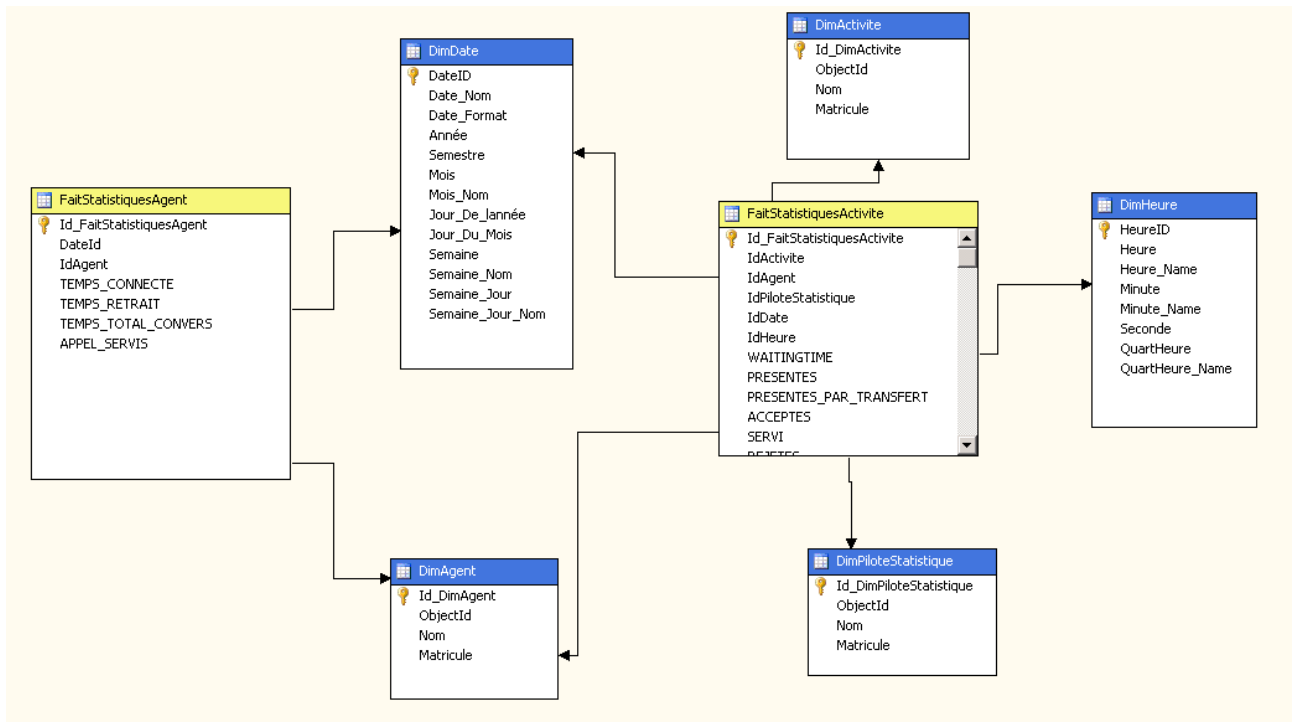 DimActivite
Id_DimActivite
ObjectId
Nom
Matricule
DimDate
DateID
Date_Nom
Date_Format
Année
Semestre
Mois
Mois_Nom
Jour_De_lannée
Jour_Du_Mois
Semaine
Semaine_Nom
Semaine_Jour
Semaine_Jour_Nom
FaitStatistiquesAgent
Id_FaitStatistiquesAgent
DateId
IdAgent
TEMPS_CONNECTE
TEMPS_RETRAIT
TEMPS_TOTAL_CONVERS
APPEL_SERVIS
FaitStatistiquesActivite
Id_FaitStatistiquesActivite
IdActivite
IdAgent
IdPiloteStatistique
IdDate
IdHeure
WAITINGTIME
PRESENTES
PRESENTES_PAR_TRANSFERT
ACCEPTES
SERVI
DimHeure
HeureID
Heure
Heure_Name
Minute
Minute_Name
Seconde
QuartHeure
QuartHeure_Name
DimAgent
Id_DimAgent
ObjectId
Nom
Matricule
DimPiloteStatistique
Id_DimPiloteStatistique
ObjectId
Nom
Matricule